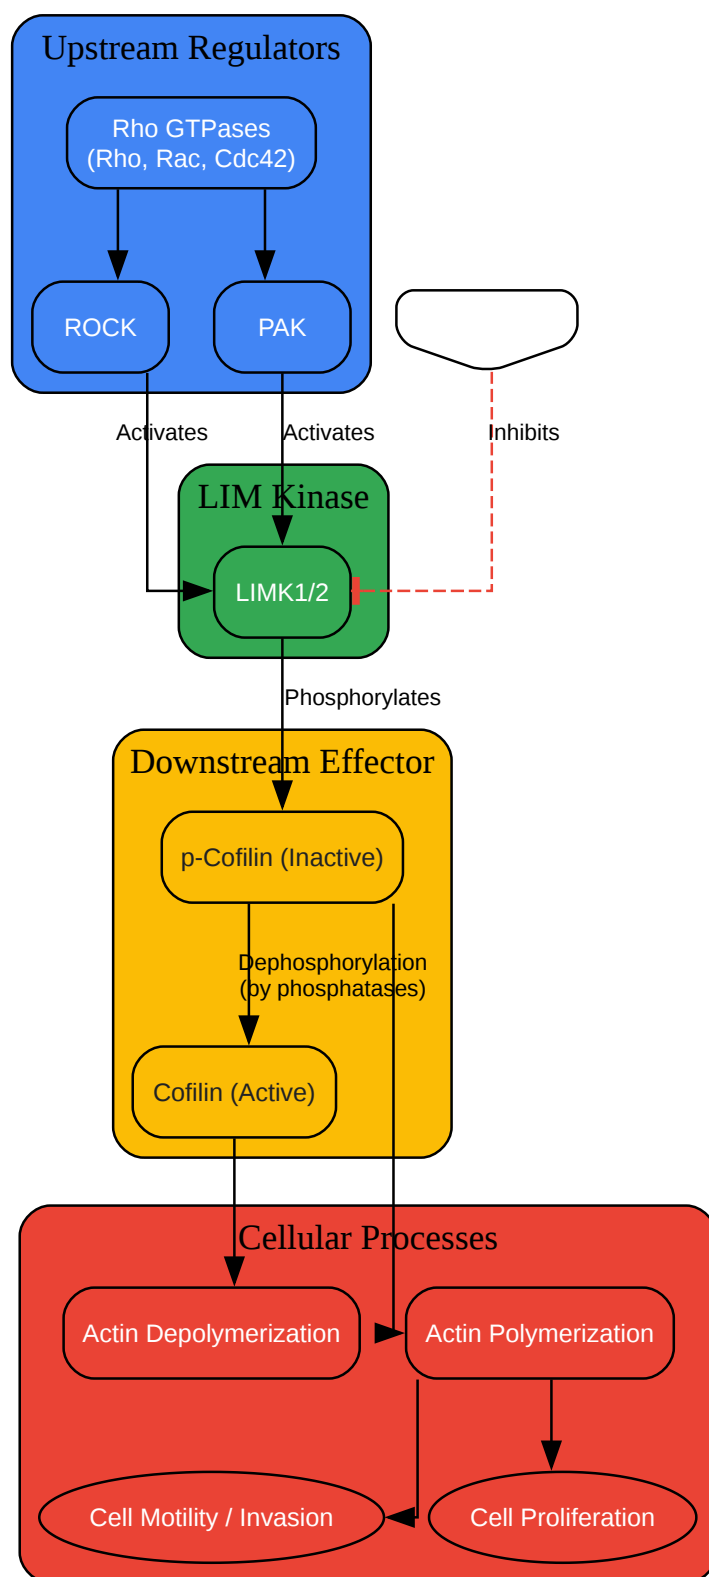 Upstream Regulators
Rho GTPases
(Rho, Rac, Cdc42)
ROCK
PAK
Activates
Activates
Inhibits
LIM Kinase
LIMK1/2
Phosphorylates
Downstream Effector
p-Cofilin (Inactive)
Dephosphorylation
(by phosphatases)
Cofilin (Active)
Cellular Processes
Actin Depolymerization
Actin Polymerization
Cell Motility / Invasion
Cell Proliferation